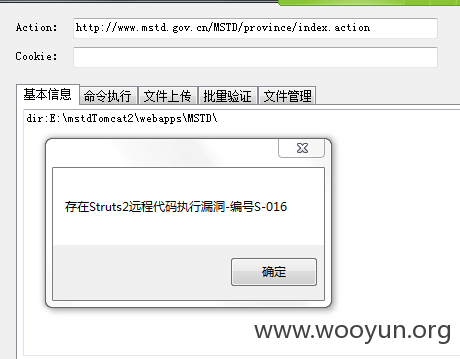 Action: http://www.mstd.gov.cn/MSTD/province/index.action
Cookie:
基本信息 命令执行 文件上传 批量验证 文件管理
dir:E:\mstdTomcat2\webapps\MSTD\
存在Struts2远程代码执行漏洞-编号S-016
确定
www.wooyun.org